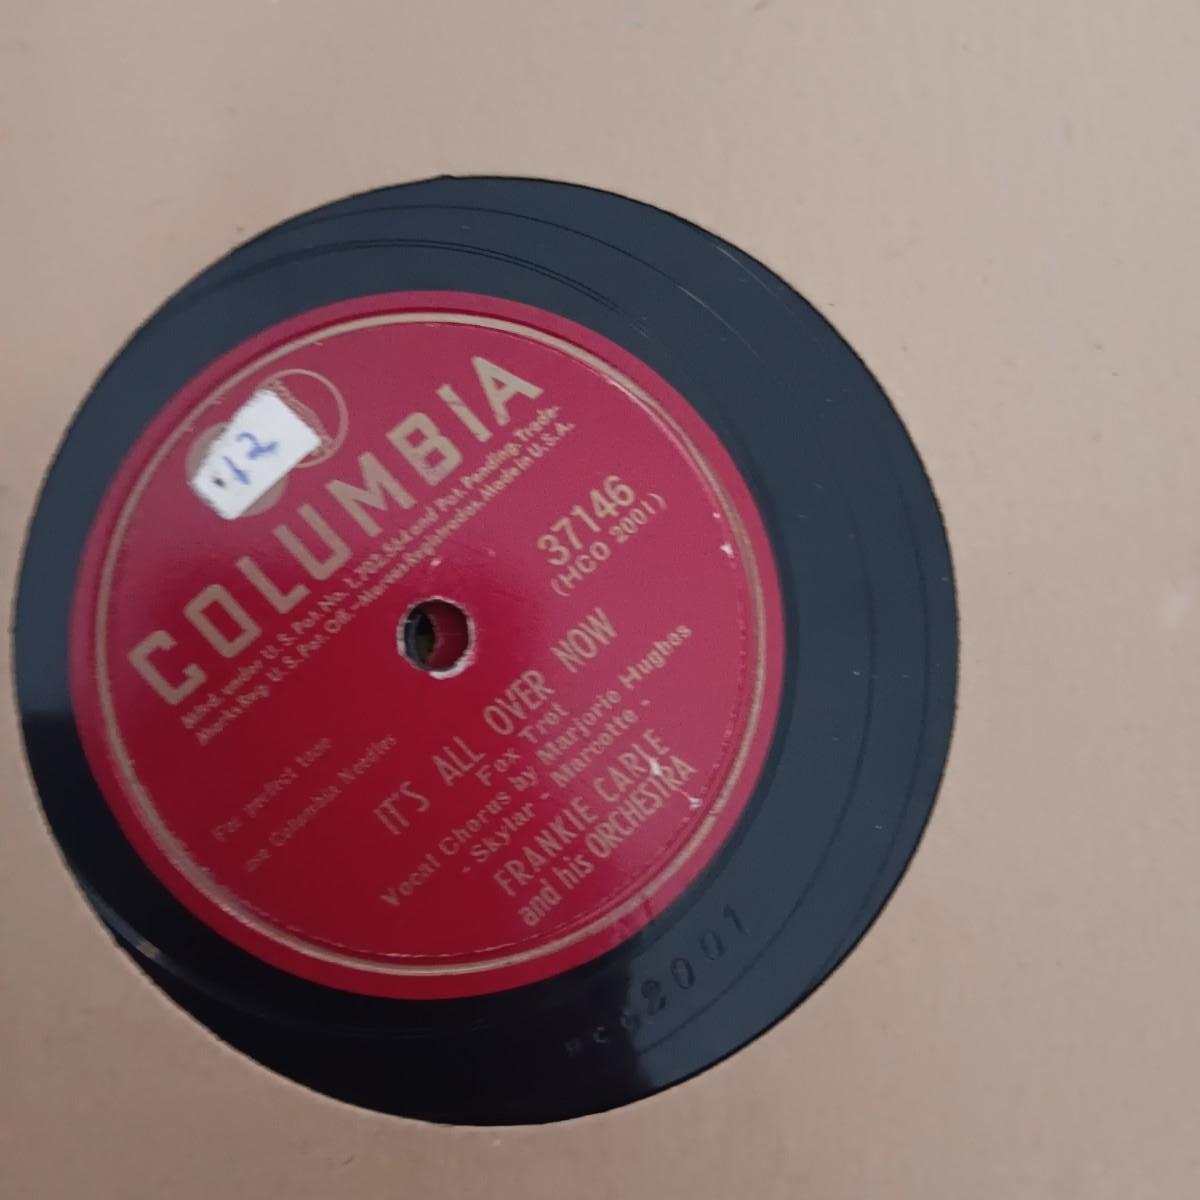 12
COLUMBIA
Mfrd. under U.S. Pat. No. 1,702,564 and Pat. Pending. Trade-
Marks Reg. U.S. Pat. Off. - Marcas Registradas. Made in U.S.A.
37146
(HCO 2001)
For perfect tone
use Columbia Needles
IT'S ALL OVER NOW
Fox Trot
Vocal Chorus by Marjorie Hughes
- Skylar - Marcotte -
FRANKIE CARLE
and his ORCHESTRA
2001